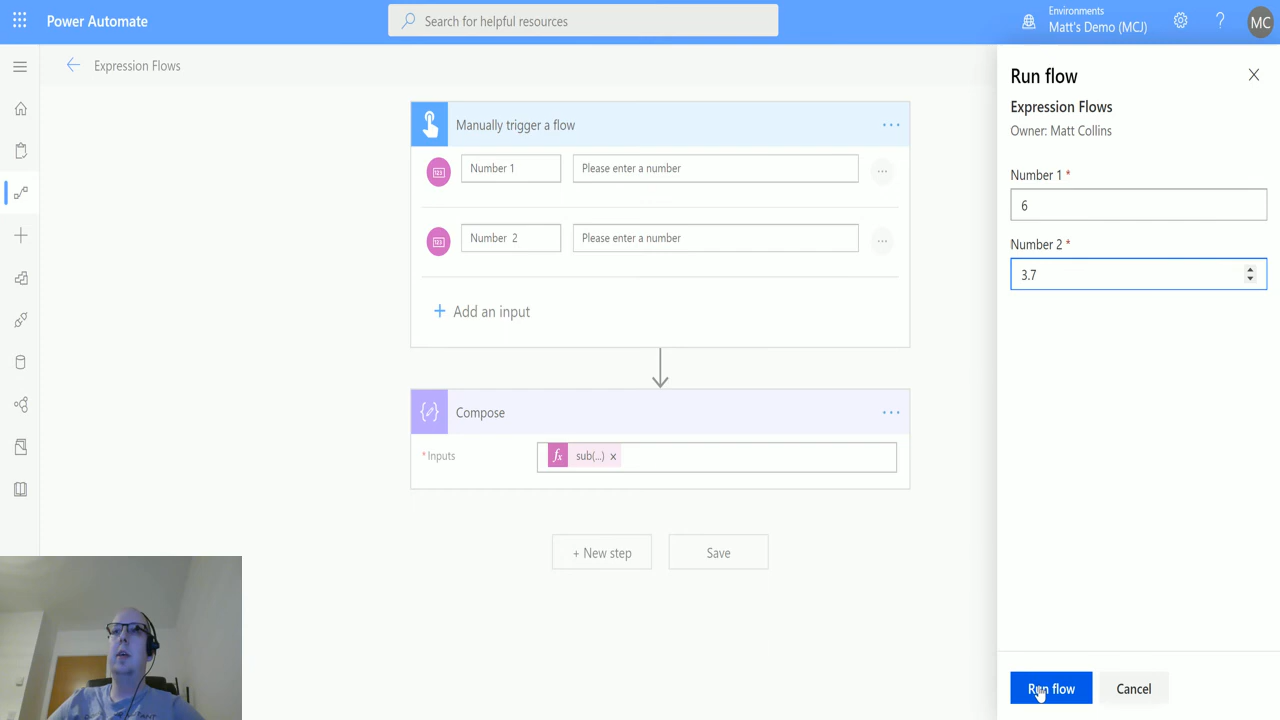 Power Automate
Search for helpful resources
Environments
Matt's Demo (MCJ)
?
MC
Expression Flows
Manually trigger a flow
Number 1
Please enter a number
Number 2
Please enter a number
+ Add an input
Compose
* Inputs
fx sub(...) x
+ New step
Save
Run flow
Expression Flows
Owner: Matt Collins
Number 1 *
6
Number 2 *
3.7
Run flow
Cancel